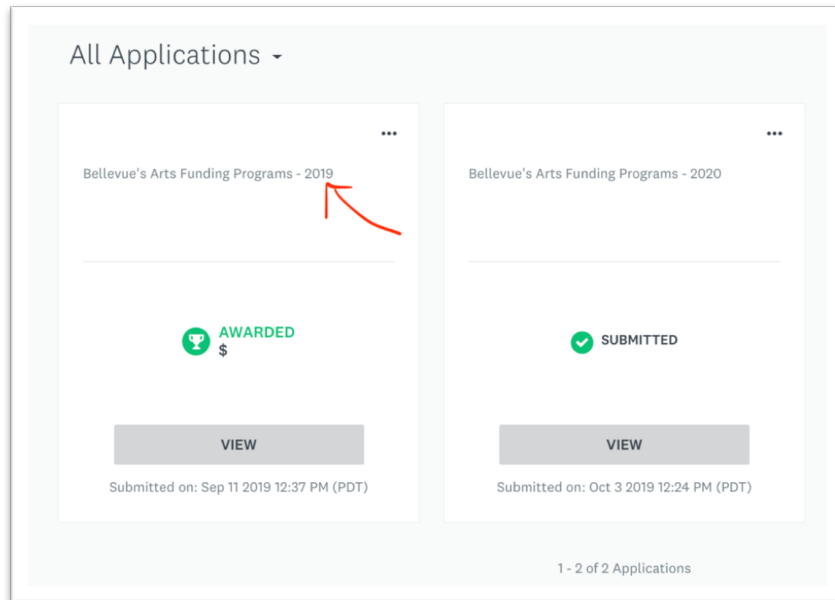 All Applications
Bellevue's Arts Funding Programs - 2019
AWARDED
$
VIEW
Submitted on: Sep 11 2019 12:37 PM (PDT)
Bellevue's Arts Funding Programs - 2020
SUBMITTED
VIEW
Submitted on: Oct 3 2019 12:24 PM (PDT)
1 - 2 of 2 Applications